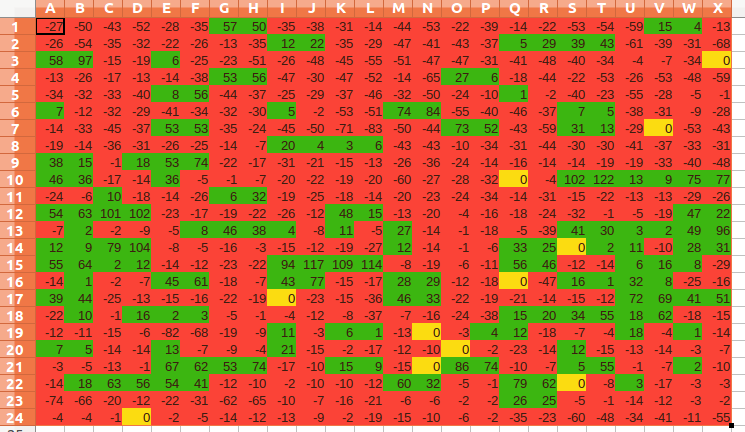 A B C D E F G H I J K L M N O P Q R S T U V W X
1 -27 -50 -43 -52 -28 -35 57 50 -35 -38 -31 -14 -44 -53 -22 -39 -14 -22 -53 -54 -59 15 4 -13
2 -26 -54 -35 -32 -22 -26 -13 -35 12 22 -35 -29 -47 -41 -43 -37 5 29 39 43 -61 -39 -31 -68
3 58 97 -15 -19 6 -25 -23 -51 -26 -48 -45 -55 -51 -47 -47 -31 -41 -48 -40 -34 -4 -7 -34 0
4 -13 -26 -17 -13 -14 -38 53 56 -47 -30 -47 -52 -14 -65 27 6 -18 -44 -22 -53 -26 -53 -48 -59
5 -34 -32 -33 -40 8 56 -44 -37 -25 -29 -37 -46 -32 -50 -24 -10 1 -2 -40 -23 -55 -28 -5 -1
6 7 -12 -32 -29 -41 -34 -32 -30 5 -2 -53 -51 74 84 -55 -40 -46 -37 7 6 -38 -31 -9 -28
7 -14 -33 -45 -37 53 53 -35 -24 -45 -50 -71 -83 -50 -44 73 52 -43 -59 31 13 -29 0 -53 -43
8 -19 -14 -36 -31 -26 -25 -14 -7 20 4 3 6 -43 -43 -10 -34 -31 -44 -30 -30 -41 -37 -33 -31
9 38 15 -1 18 53 74 -22 -17 -31 -21 -15 -13 -26 -36 -24 -14 -16 -14 -14 -19 -19 -33 -40 -48
10 46 36 -17 -14 36 -5 -1 -7 -20 -22 -19 -20 -60 -27 -28 -32 0 -4 102 122 13 9 75 77
11 -24 -6 10 -18 -14 -26 6 32 -19 -25 -18 -14 -20 -23 -24 -34 -14 -31 -15 -22 -13 -13 -29 -26
12 54 63 101 102 -23 -17 -19 -22 -26 -12 48 15 -13 -20 -4 -16 -18 -24 -32 -1 -5 -19 47 22
13 -7 2 -2 -9 -5 8 46 38 4 -8 11 -5 27 -14 -1 -18 -5 -39 41 30 3 2 49 96
14 12 9 79 104 -8 -5 -16 -3 -15 -12 -19 -27 12 -14 -1 -6 33 25 0 2 11 -10 28 31
15 55 64 2 12 -14 -12 -23 -22 94 117 109 114 -8 -19 -6 -11 56 46 -12 -14 6 16 8 -29
16 -14 1 -2 -7 45 61 -18 -7 43 77 -15 -17 28 29 -12 -18 0 -47 16 1 32 8 -25 -16
17 39 44 -25 -13 -15 -16 -22 -19 0 -23 -15 -36 46 33 -22 -19 -21 -14 -15 -12 72 69 41 51
18 -22 10 -1 16 2 3 -5 -1 -4 -12 -8 -37 -7 -16 -24 -38 15 20 34 55 18 62 -18 -15
19 -12 -11 -15 -6 -82 -68 -19 -9 11 -3 6 1 -13 0 -3 4 12 -18 -7 -4 18 -4 1 -14
20 7 5 -14 -14 13 -7 -9 -4 21 -15 -2 -17 -12 -10 0 -2 -23 -14 12 -15 -13 -14 -3 -7
21 -3 -5 -13 -1 67 62 53 74 -17 -10 15 9 -15 0 86 74 -10 -7 5 55 -1 -7 2 -10
22 -14 18 63 56 54 41 -12 -10 -2 -10 -10 -12 60 32 -5 -1 79 62 0 -8 3 -17 -3 -3
23 -74 -66 -20 -12 -22 -31 -62 -65 -10 -7 -16 -21 -6 -6 -2 -2 26 25 -5 -1 -14 -12 -3 -2
24 -4 -4 -1 0 -2 -5 -14 -12 -13 -9 -2 -19 -15 -10 -6 -2 -35 -23 -60 -48 -34 -41 -11 -55